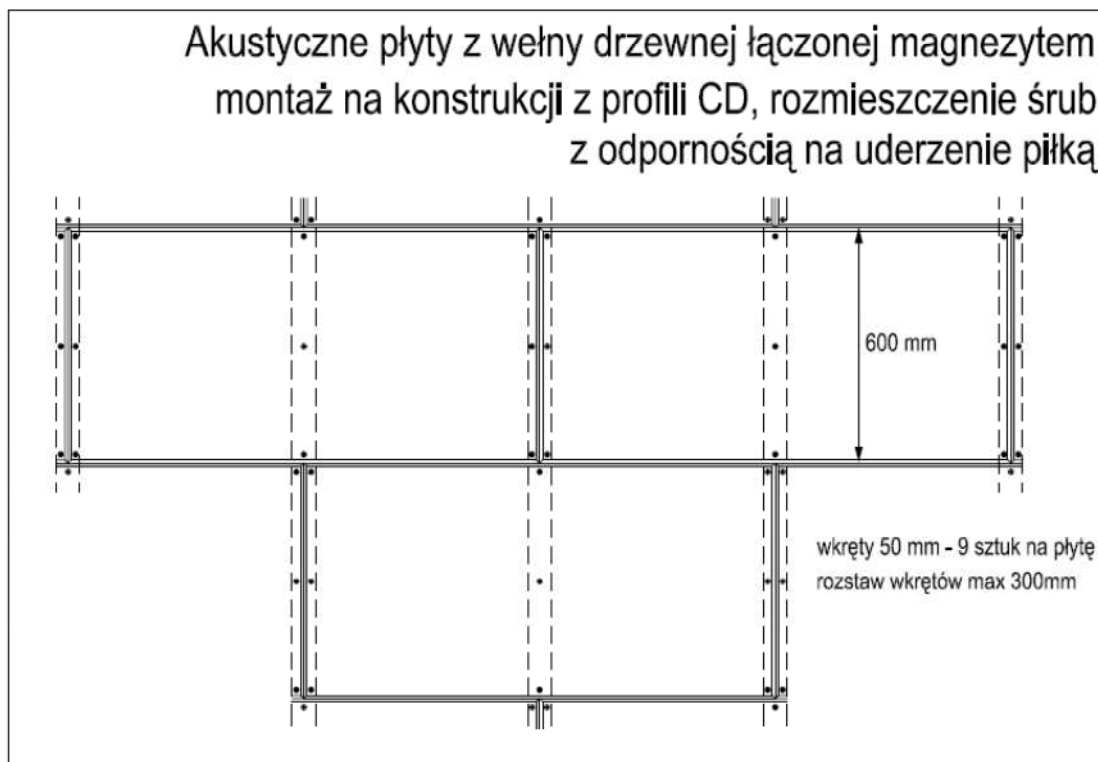 Akustyczne płyty z wełny drzewnej łączonej magnezytem
montaż na konstrukcji z profili CD, rozmieszczenie śrub
z odpornością na uderzenie piłką
600 mm
wkręty 50 mm - 9 sztuk na płytę
rozstaw wkrętów max 300mm